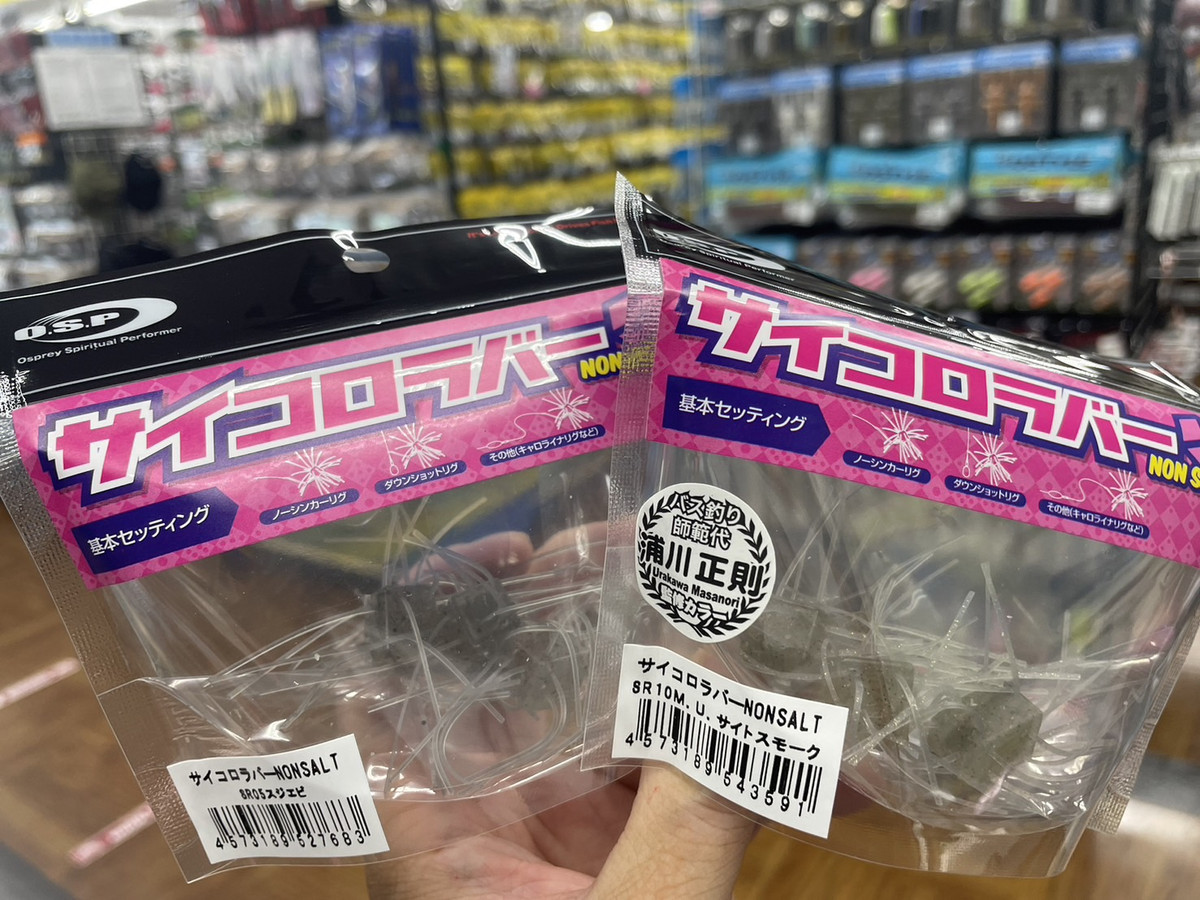 O.S.P
Osprey Spiritual Performer
サイコロラバー
NON
基本セッティング
ノーシンカーリグ
ダウンショットリグ
その他(キャロライナリグなど)
サイコロラバーNONSALT
SR05スジエビ
4573189527683
Spiritual Performer
サイコロラバー
NON S
基本セッティング
ノーシンカーリグ
ダウンショットリグ
その他(キャロライナリグなど)
バス釣り
師範代
浦川 正則
Urakawa Masanori
監修カラー
サイコロラバーNONSALT
SR10M.U.サイトスモーク
4573189543591